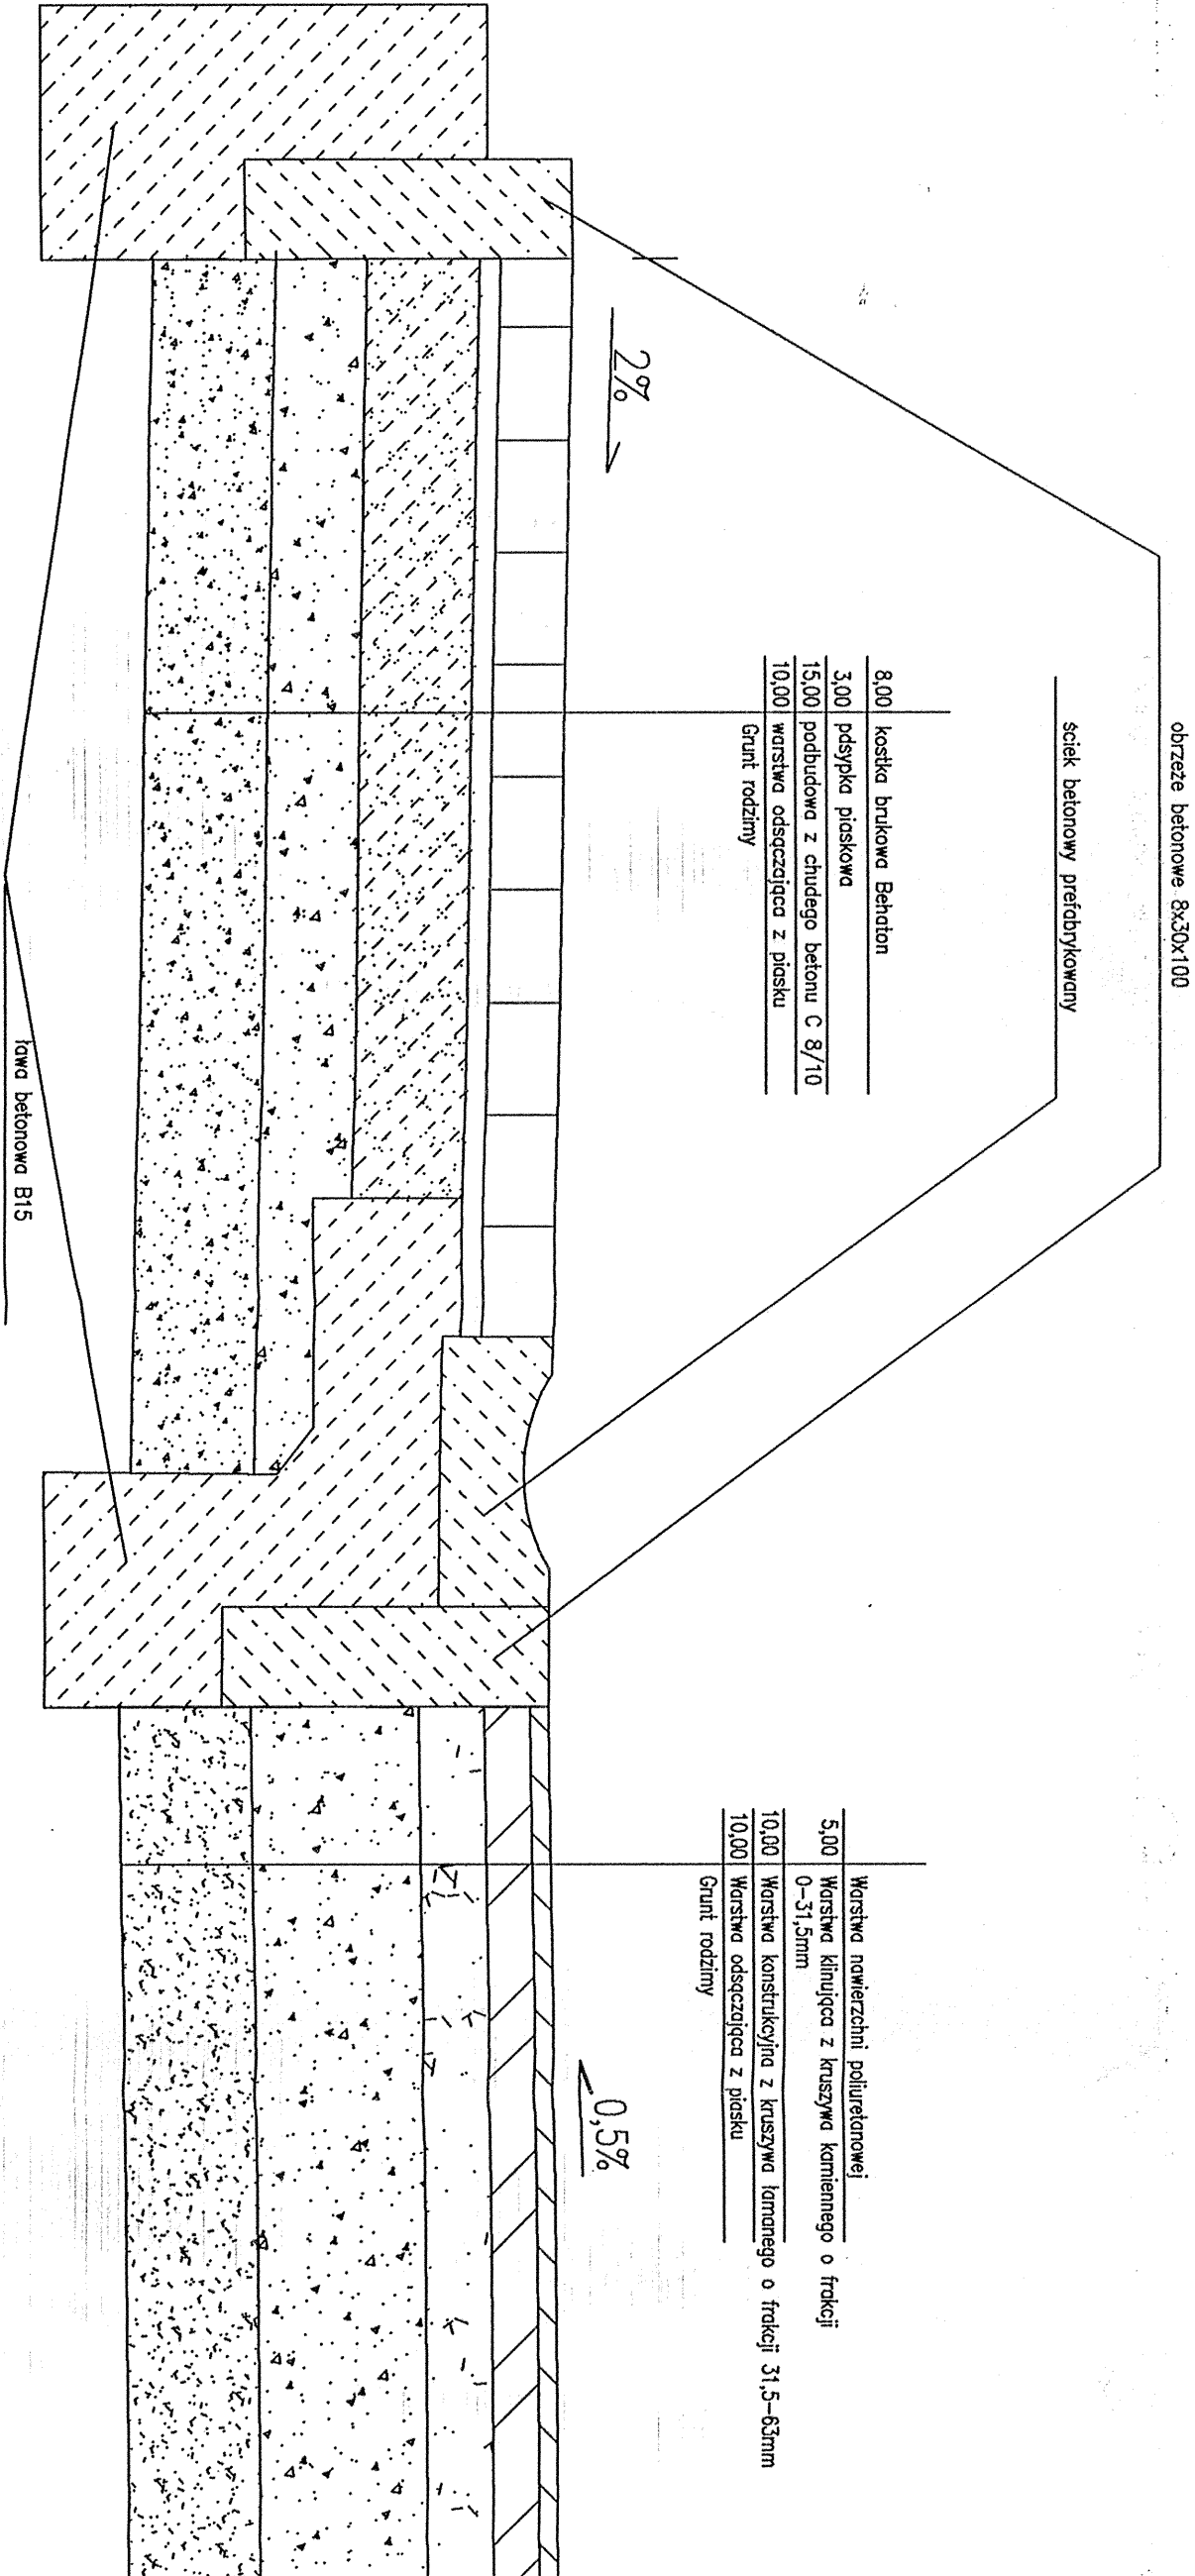 obrzeże betonowe 8x30x100
ściek betonowy prefabrykowany
8,00 kostka brukowa Behaton
3,00 pdsypka piaskowa
15,00 podbudowa z chudego betonu C 8/10
10,00 warstwa odsączająca z piasku
Grunt rodzimy
2%
ława betonowa B15
Warstwa nawierzchni poliuretanowej
5,00 Warstwa klinująca z kruszywa kamiennego o frakcji
0-31,5mm
10,00 Warstwa konstrukcyjna z kruszywa łamanego o frakcji 31,5-63mm
10,00 Warstwa odsączająca z piasku
Grunt rodzimy
0,5%